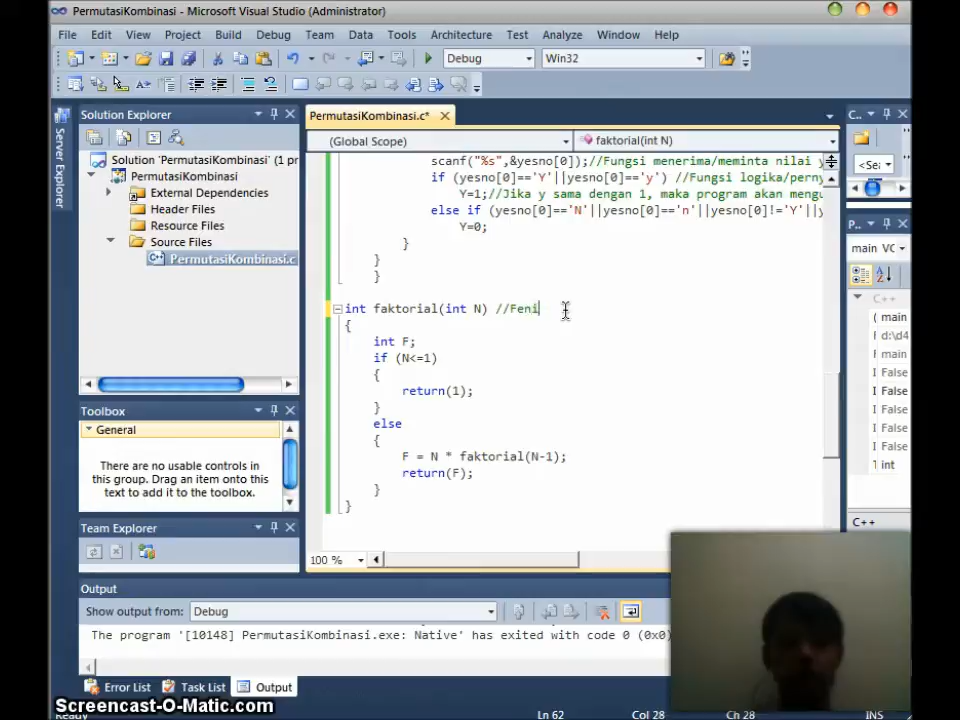 PermutasiKombinasi - Microsoft Visual Studio (Administrator)
File Edit View Project Build Debug Team Data Tools Architecture Test Analyze Window Help
Debug Win32
Server Explorer
Solution Explorer
Solution 'PermutasiKombinasi' (1 pr
PermutasiKombinasi
External Dependencies
Header Files
Resource Files
Source Files
PermutasiKombinasi.c
Toolbox
General
There are no usable controls in
this group. Drag an item onto this
text to add it to the toolbox.
Team Explorer
PermutasiKombinasi.c*
(Global Scope) faktorial(int N)
scanf("%s",&yesno[0]);//Fungsi menerima/meminta nilai y
if (yesno[0]=='Y'||yesno[0]=='y') //Fungsi logika/perny
Y=1;//Jika y sama dengan 1, maka program akan mengu
else if (yesno[0]=='N'||yesno[0]=='n'||yesno[0]!='Y'||y
Y=0;
}
}
}
int faktorial(int N) //Feni
{
int F;
if (N<=1)
{
return(1);
}
else
{
F = N * faktorial(N-1);
return(F);
}
}
100 %
C..
<Se
P..
main VC
C++
( main
F
d:\d4
F main
I False
I False
I False
I False
I False
T int
C++
Output
Show output from: Debug
The program '[10148] PermutasiKombinasi.exe: Native' has exited with code 0 (0x0)
Error List Task List Output
Ready Ln 62 Col 28 Ch 28 INS
Screencast-O-Matic.com